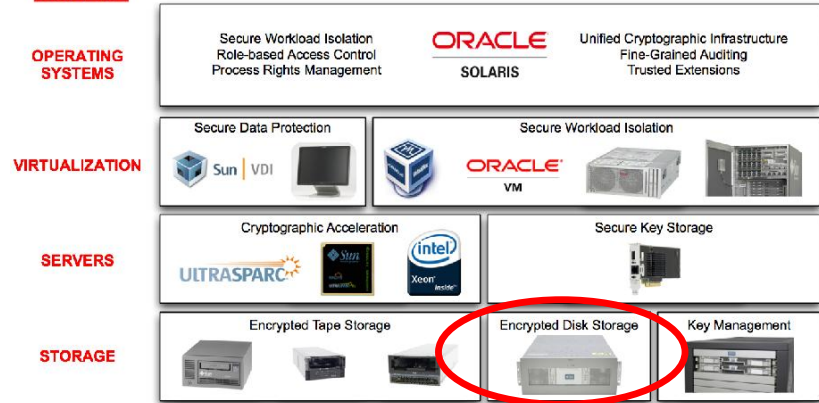 OPERATING
SYSTEMS
Secure Workload Isolation
Role-based Access Control
Process Rights Management
ORACLE
SOLARIS
Unified Cryptographic Infrastructure
Fine-Grained Auditing
Trusted Extensions
VIRTUALIZATION
Secure Data Protection
Sun | VDI
Secure Workload Isolation
ORACLE
VM
SERVERS
Cryptographic Acceleration
ULTRASPARC
Sun
intel
Xeon
inside
Secure Key Storage
STORAGE
Encrypted Tape Storage
Encrypted Disk Storage
Key Management